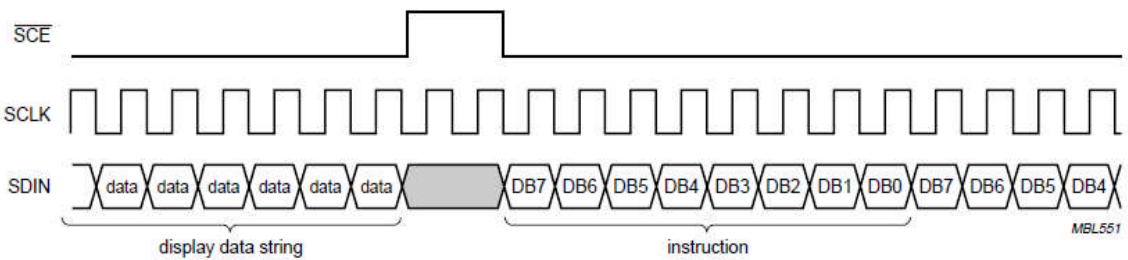 SCE
SCLK
SDIN data data data data data data DB7 DB6 DB5 DB4 DB3 DB2 DB1 DB0 DB7 DB6 DB5 DB4
MBL551
display data string instruction